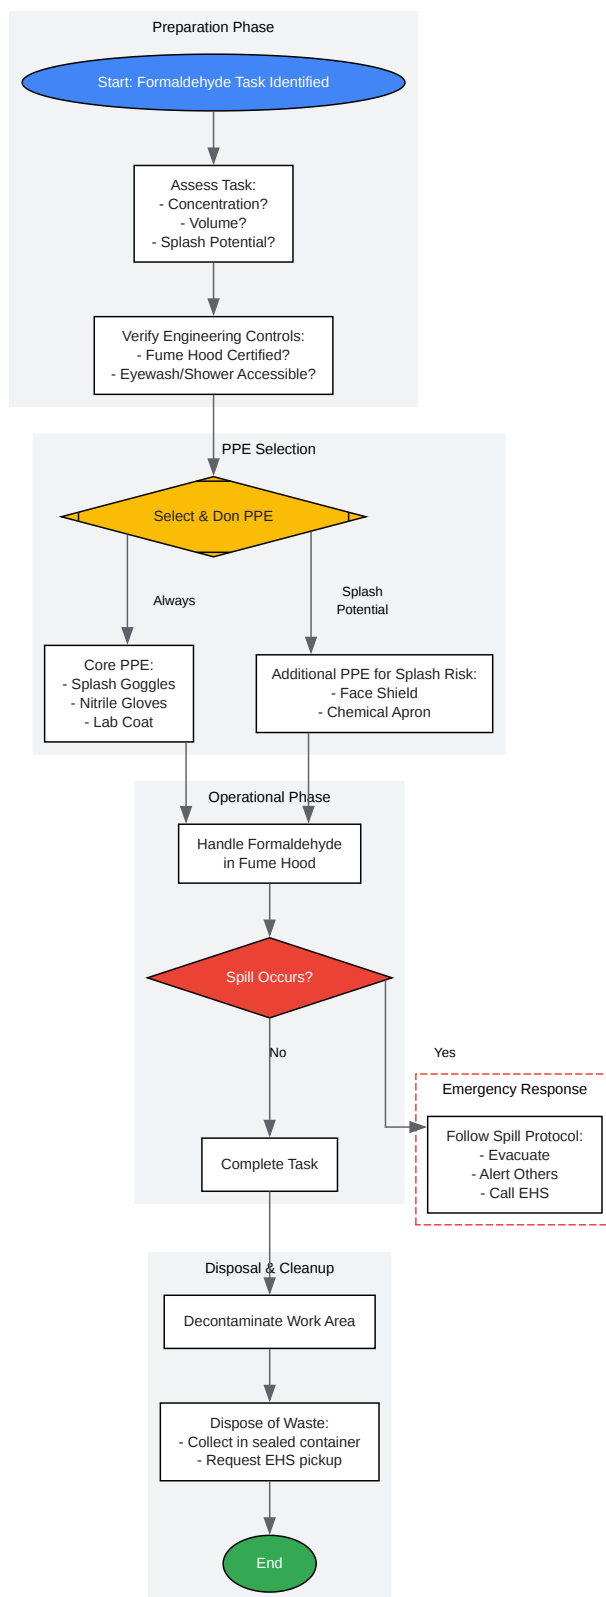 Preparation Phase
Start: Formaldehyde Task Identified
Assess Task:
- Concentration?
- Volume?
- Splash Potential?
Verify Engineering Controls:
- Fume Hood Certified?
- Eyewash/Shower Accessible?
PPE Selection
Select & Don PPE
Always
Splash
Potential
Core PPE:
- Splash Goggles
- Nitrile Gloves
- Lab Coat
Additional PPE for Splash Risk:
- Face Shield
- Chemical Apron
Operational Phase
Handle Formaldehyde
in Fume Hood
Spill Occurs?
No
Yes
Emergency Response
Follow Spill Protocol:
- Evacuate
- Alert Others
- Call EHS
Complete Task
Disposal & Cleanup
Decontaminate Work Area
Dispose of Waste:
- Collect in sealed container
- Request EHS pickup
End